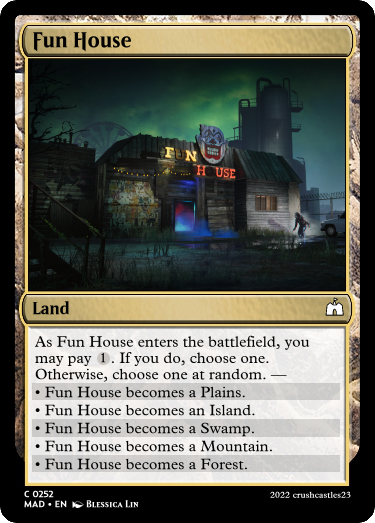 Fun House
FUN
HOUSE
Land
As Fun House enters the battlefield, you
may pay 1. If you do, choose one.
Otherwise, choose one at random. —
• Fun House becomes a Plains.
• Fun House becomes an Island.
• Fun House becomes a Swamp.
• Fun House becomes a Mountain.
• Fun House becomes a Forest.
C 0252
MAD • EN Blessica Lin
2022 crushcastles23